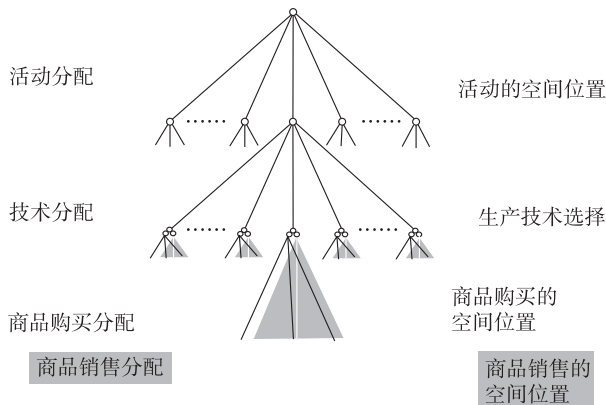 活动分配
活动的空间位置
技术分配
生产技术选择
商品购买分配
商品购买的
空间位置
商品销售分配
商品销售的
空间位置